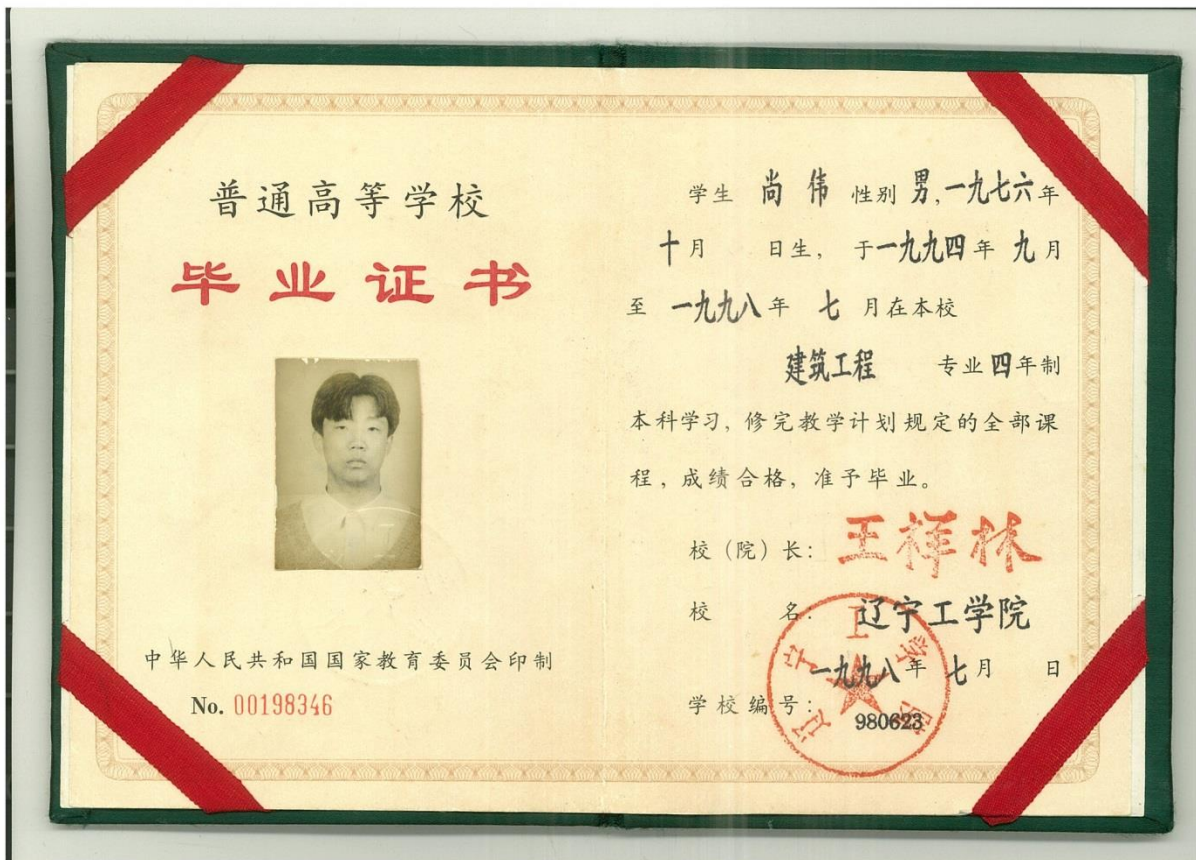 普通高等学校
毕业证书
中华人民共和国国家教育委员会印制
No. 00198346
学生 尚伟 性别 男,一九七六年
十月 日生, 于一九九四年 九月
至 一九九八年 七 月在本校
建筑工程 专业 四年制
本科学习, 修完教学计划规定的全部课
程, 成绩合格, 准予毕业。
校(院)长: 王祥林
校 名: 辽宁工学院
一九九八年 七月 日
学校编号: 980623
辽宁工学院